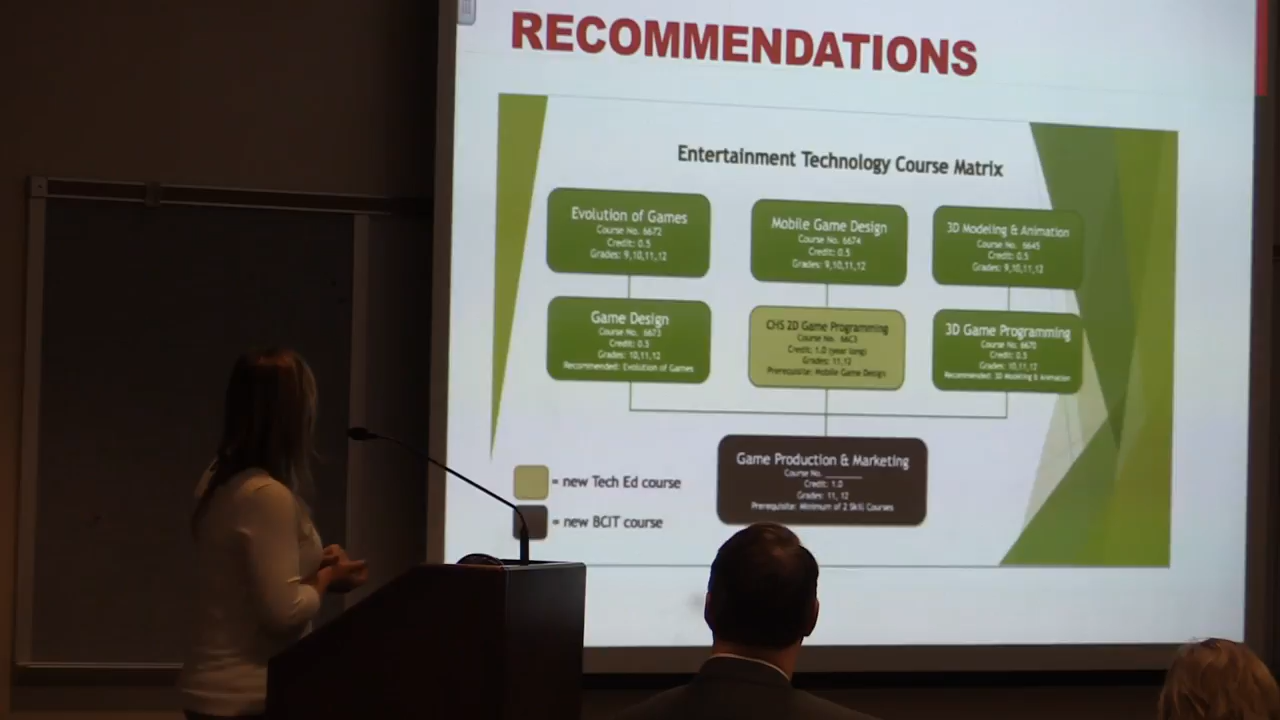 RECOMMENDATIONS
Entertainment Technology Course Matrix
Evolution of Games
Course No. 6672
Credit: 0.5
Grades: 9,10,11,12
Mobile Game Design
Course No. 6674
Credit: 0.5
Grades: 9,10,11,12
3D Modeling & Animation
Course No. 6645
Credit: 0.5
Grades: 9,10,11,12
Game Design
Course No. 6673
Credit: 0.5
Grades: 10,11,12
Recommended: Evolution of Games
CHS 2D Game Programming
Course No. 66C3
Credit: 1.0 (year long)
Grades: 11,12
Prerequisite: Mobile Game Design
3D Game Programming
Course No. 6670
Credit: 0.5
Grades: 10,11,12
Recommended: 3D Modeling & Animation
Game Production & Marketing
Course No. ________
Credit: 1.0
Grades: 11, 12
Prerequisite: Minimum of 2 Skill Courses
= new Tech Ed course
= new BCIT course